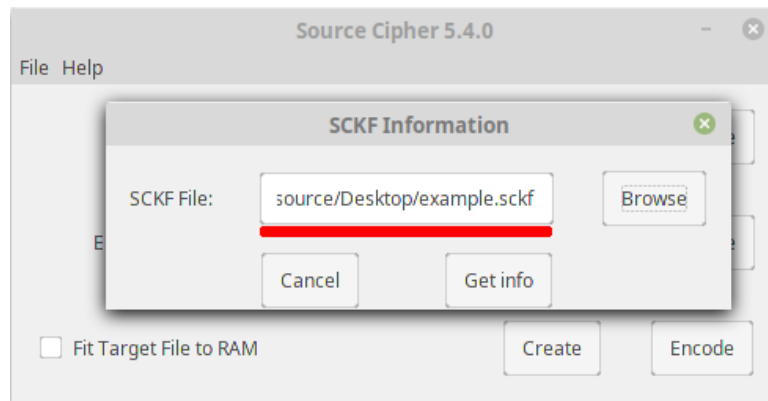 Source Cipher 5.4.0
File Help
SCKF Information
SCKF File: source/Desktop/example.sckf Browse
Cancel Get info
Fit Target File to RAM Create Encode